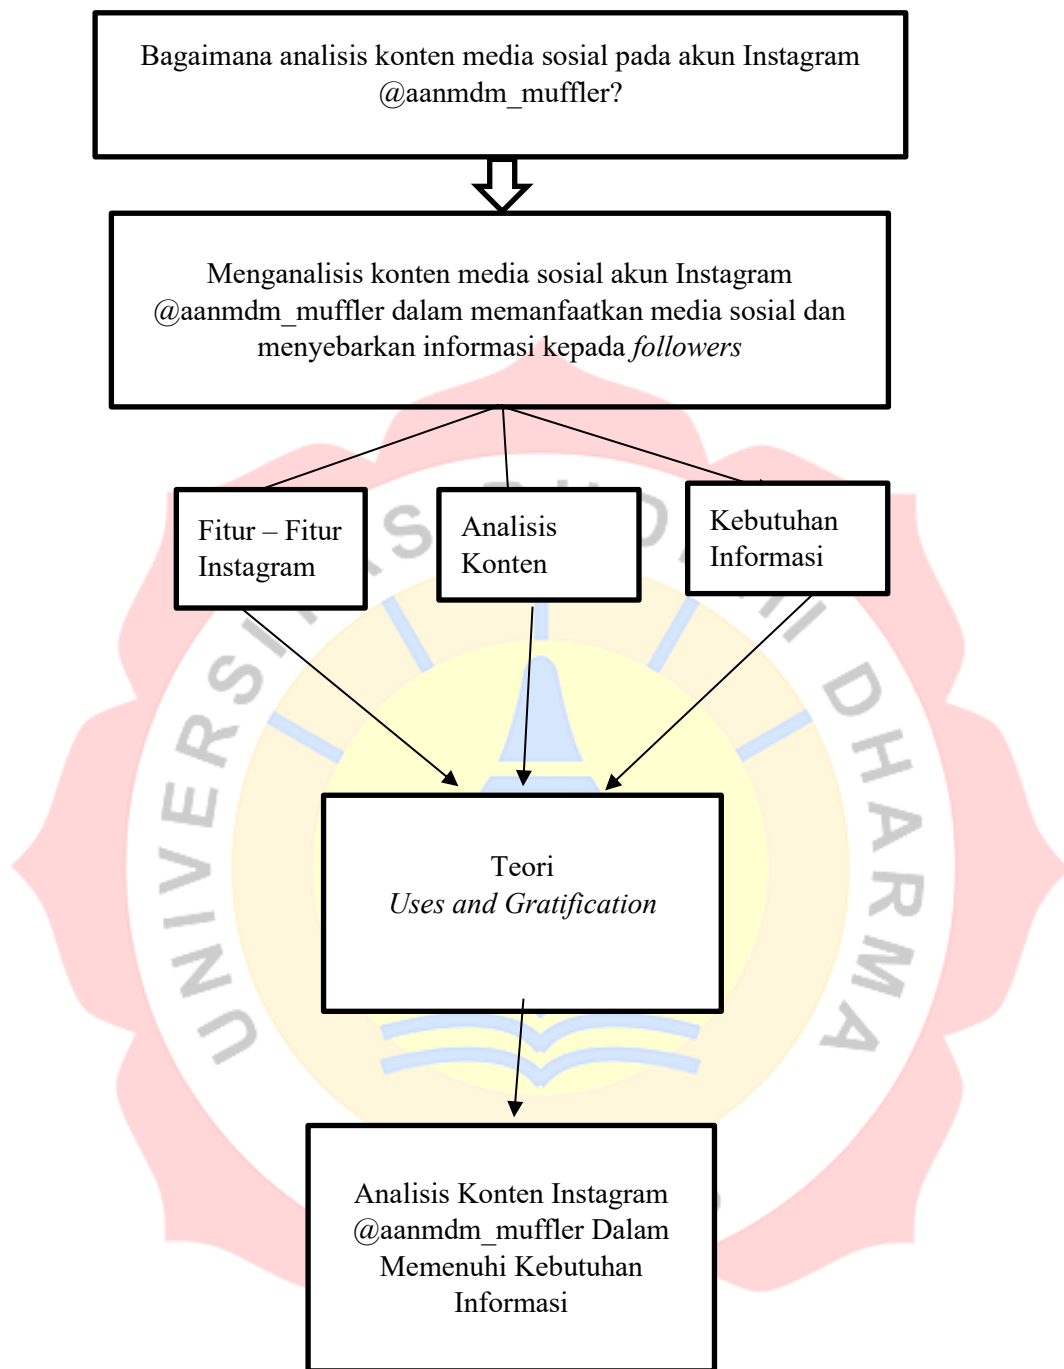 Bagaimana analisis konten media sosial pada akun Instagram
@aanmdm_muffler?
Menganalisis konten media sosial akun Instagram
@aanmdm_muffler dalam memanfaatkan media sosial dan
menyebarkan informasi kepada followers
Fitur – Fitur
Instagram
Analisis
Konten
Kebutuhan
Informasi
Teori
Uses and Gratification
Analisis Konten Instagram
@aanmdm_muffler Dalam
Memenuhi Kebutuhan
Informasi
DHARMA